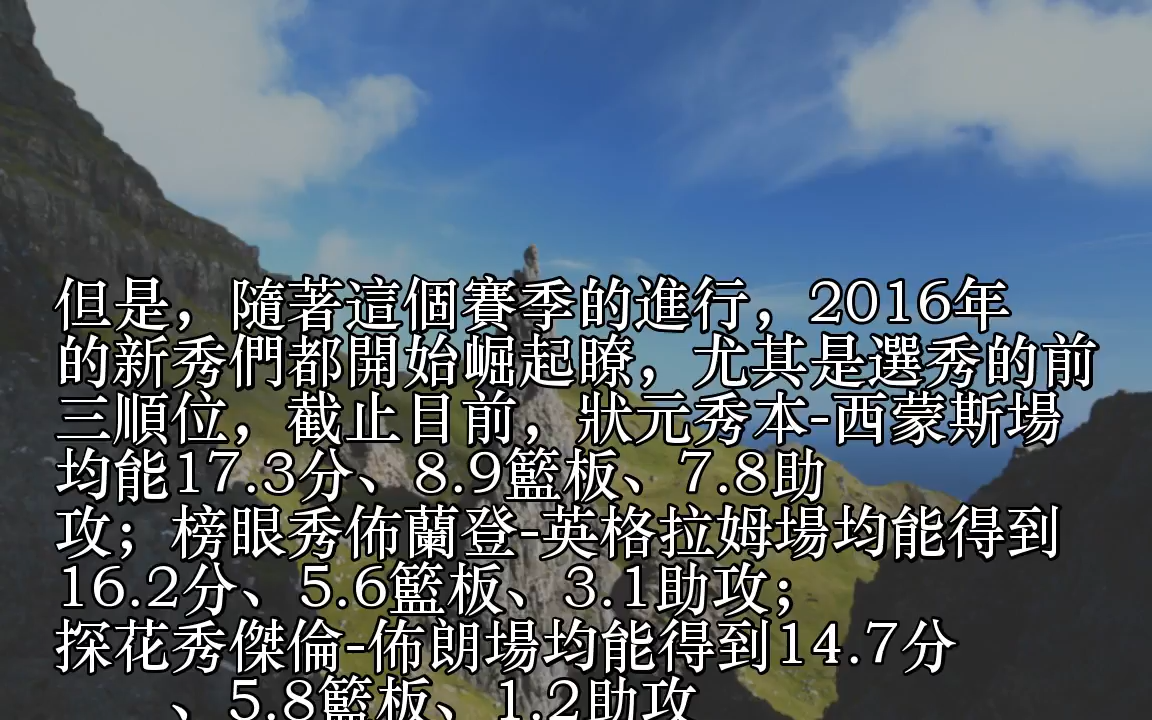 但是，隨著這個賽季的進行，2016年
的新秀們都開始崛起瞭，尤其是選秀的前
三順位，截止目前，狀元秀本-西蒙斯場
均能17.3分、8.9籃板、7.8助
攻；榜眼秀佈蘭登-英格拉姆場均能得到
16.2分、5.6籃板、3.1助攻；
探花秀傑倫-佈朗場均能得到14.7分
、5.8籃板、1.2助攻